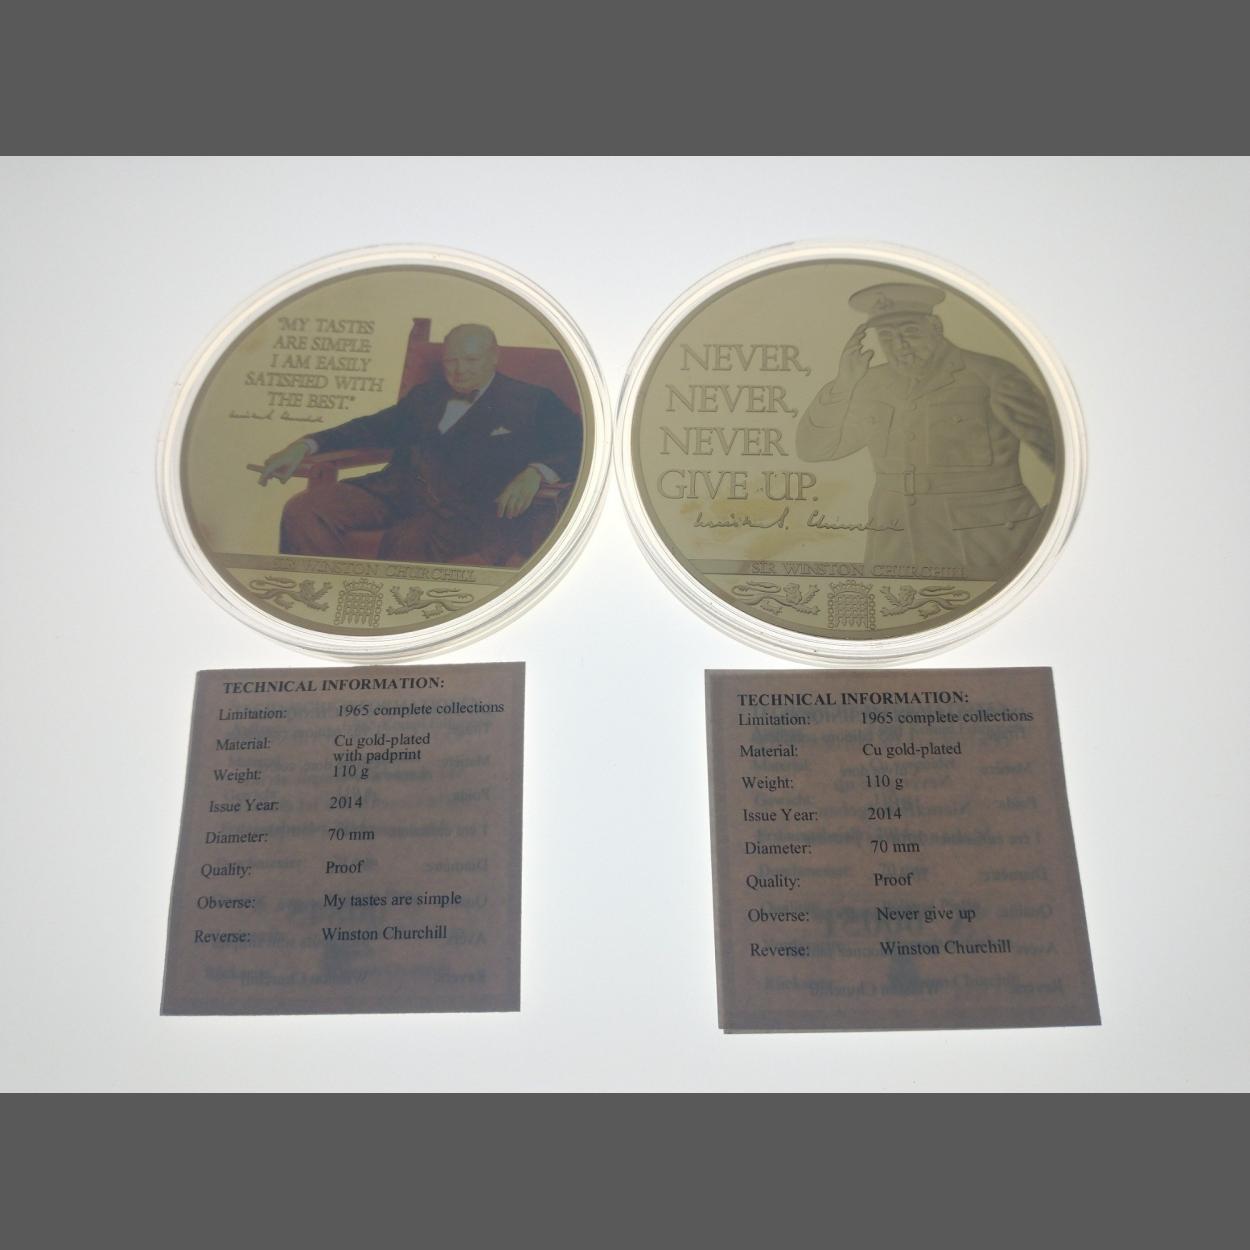 "MY TASTES
ARE SIMPLE:
I AM EASILY
SATISFIED WITH
THE BEST."
Winston S. Churchill
SIR WINSTON CHURCHILL
NEVER,
NEVER,
NEVER
GIVE UP.
Winston S. Churchill
SIR WINSTON CHURCHILL
TECHNICAL INFORMATION:
Limitation: 1965 complete collections
Material: Cu gold-plated
with padprint
Weight: 110 g
Issue Year: 2014
Diameter: 70 mm
Quality: Proof
Obverse: My tastes are simple
Reverse: Winston Churchill
TECHNICAL INFORMATION:
Limitation: 1965 complete collections
Material: Cu gold-plated
Weight: 110 g
Issue Year: 2014
Diameter: 70 mm
Quality: Proof
Obverse: Never give up
Reverse: Winston Churchill